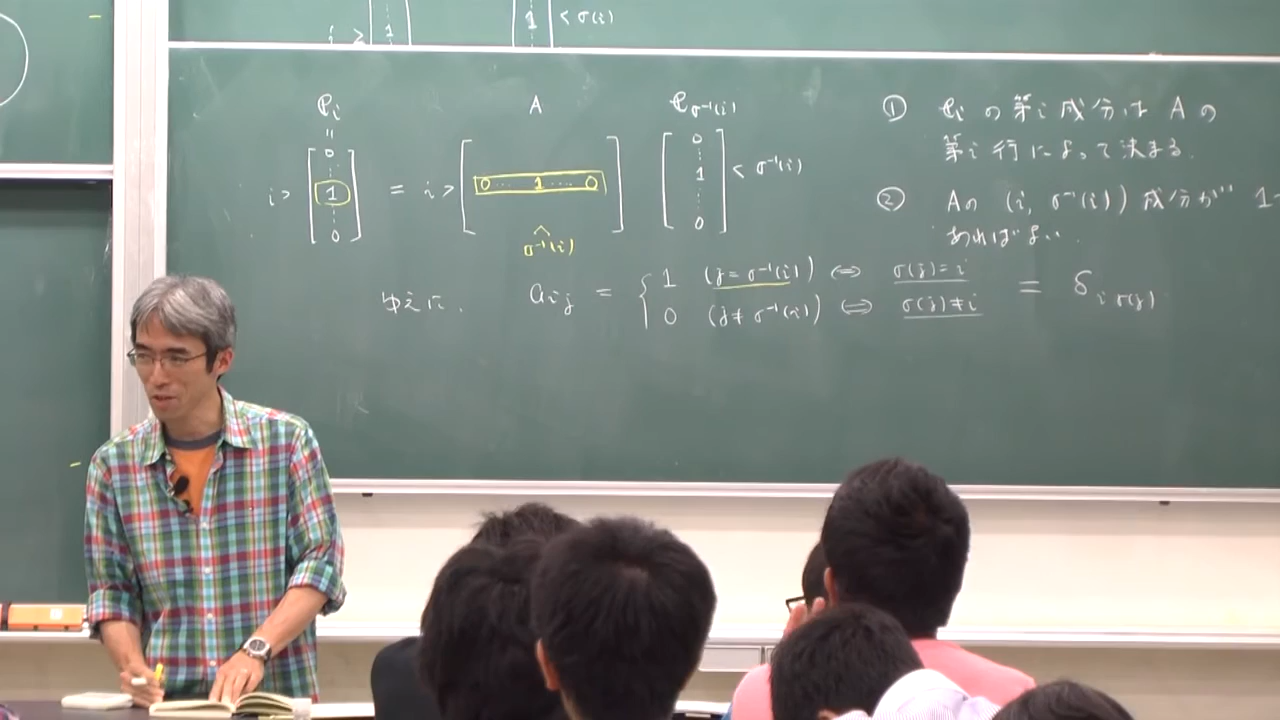 i > 1 1 < σ(i)
e_i A e_{σ⁻¹(i)}
"
i > [0 ⋮ 1 ⋮ 0] = i > [0 ‥ 1 ‥‥ 0] [0 ⋮ 1 ⋮ 0] < σ⁻¹(i)
^
σ⁻¹(i)
① e_i の第i成分は A の
第i行によって決まる.
② Aの (i, σ⁻¹(i)) 成分が 1で
あればよい.
ゆえに. a_{ij} = { 1 (j = σ⁻¹(i)) ⇔ σ(j) = i
0 (j ≠ σ⁻¹(i)) ⇔ σ(j) ≠ i = δ_{i σ(j)}